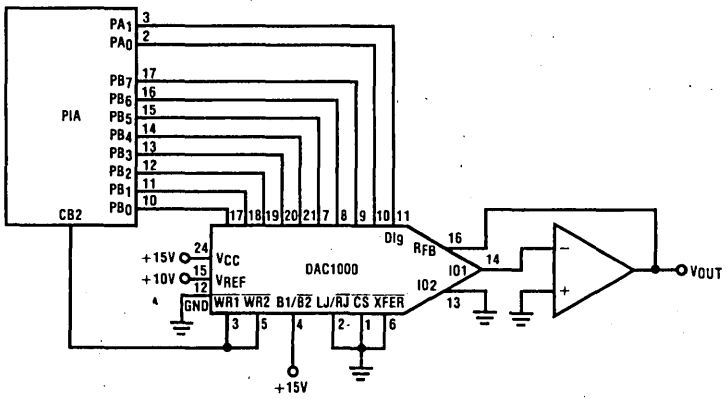 PA1 3
PA0 2
PB7 17
PB6 16
PB5 15
PIA
PB4 14
PB3 13
PB2 12
PB1 11
PB0 10
CB2
17 18 19 20 21 7 8 9 10 11
DI9
RFB 16
+15V 24 VCC
+10V 15 VREF
12 GND
DAC1000
IO1 14
IO2 13
WR1 WR2 B1/B2 LJ/RJ CS XFER
3 5 4 2 1 6
+15V
−
+
VOUT